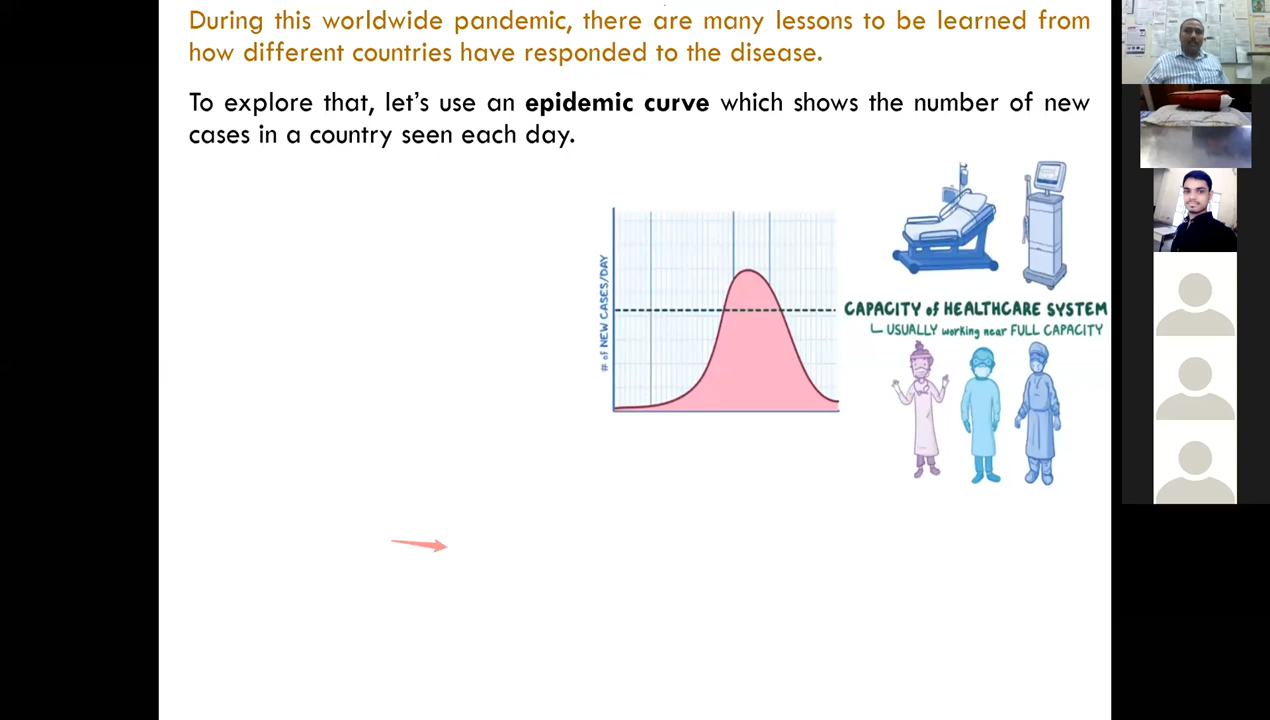 During this worldwide pandemic, there are many lessons to be learned from
how different countries have responded to the disease.
To explore that, let’s use an epidemic curve which shows the number of new
cases in a country seen each day.
# of NEW CASES/DAY
CAPACITY of HEALTHCARE SYSTEM
USUALLY working near FULL CAPACITY